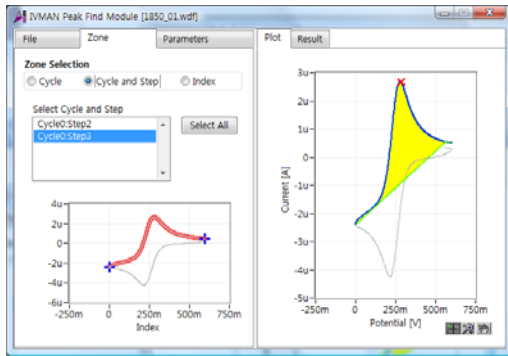 IVMAN Peak Find Module [1850_01.wdf]
File Zone Parameters
Zone Selection
Cycle Cycle and Step Index
Select Cycle and Step
Cycle0:Step2
Cycle0:Step3
Select All
4u
2u
0
-2u
-4u
-6u
-250m 0 250m 500m 750m
Index
Plot Result
3u
2u
1u
0
-1u
-2u
-3u
-4u
-5u
Current [A]
-250m 0 250m 500m 750m
Potential [V]